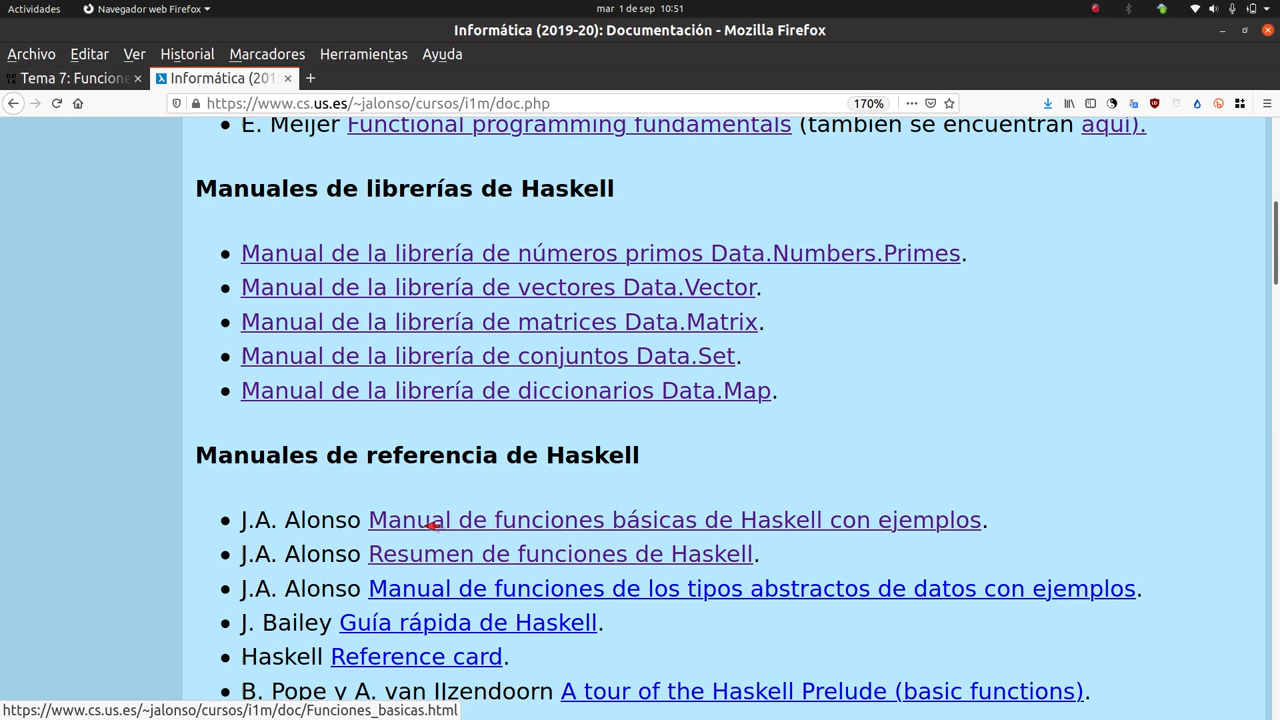 Actividades Navegador web Firefox mar 1 de sep 10:51
Informática (2019-20): Documentación - Mozilla Firefox
Archivo Editar Ver Historial Marcadores Herramientas Ayuda
Tema 7: Funcione Informática (201
https://www.cs.us.es/~jalonso/cursos/i1m/doc.php 170%
• E. Meijer Functional programming fundamentals (también se encuentran aquí).
Manuales de librerías de Haskell
• Manual de la librería de números primos Data.Numbers.Primes.
• Manual de la librería de vectores Data.Vector.
• Manual de la librería de matrices Data.Matrix.
• Manual de la librería de conjuntos Data.Set.
• Manual de la librería de diccionarios Data.Map.
Manuales de referencia de Haskell
• J.A. Alonso Manual de funciones básicas de Haskell con ejemplos.
• J.A. Alonso Resumen de funciones de Haskell.
• J.A. Alonso Manual de funciones de los tipos abstractos de datos con ejemplos.
• J. Bailey Guía rápida de Haskell.
• Haskell Reference card.
• B. Pope y A. van IJzendoorn A tour of the Haskell Prelude (basic functions).
https://www.cs.us.es/~jalonso/cursos/i1m/doc/Funciones_basicas.html